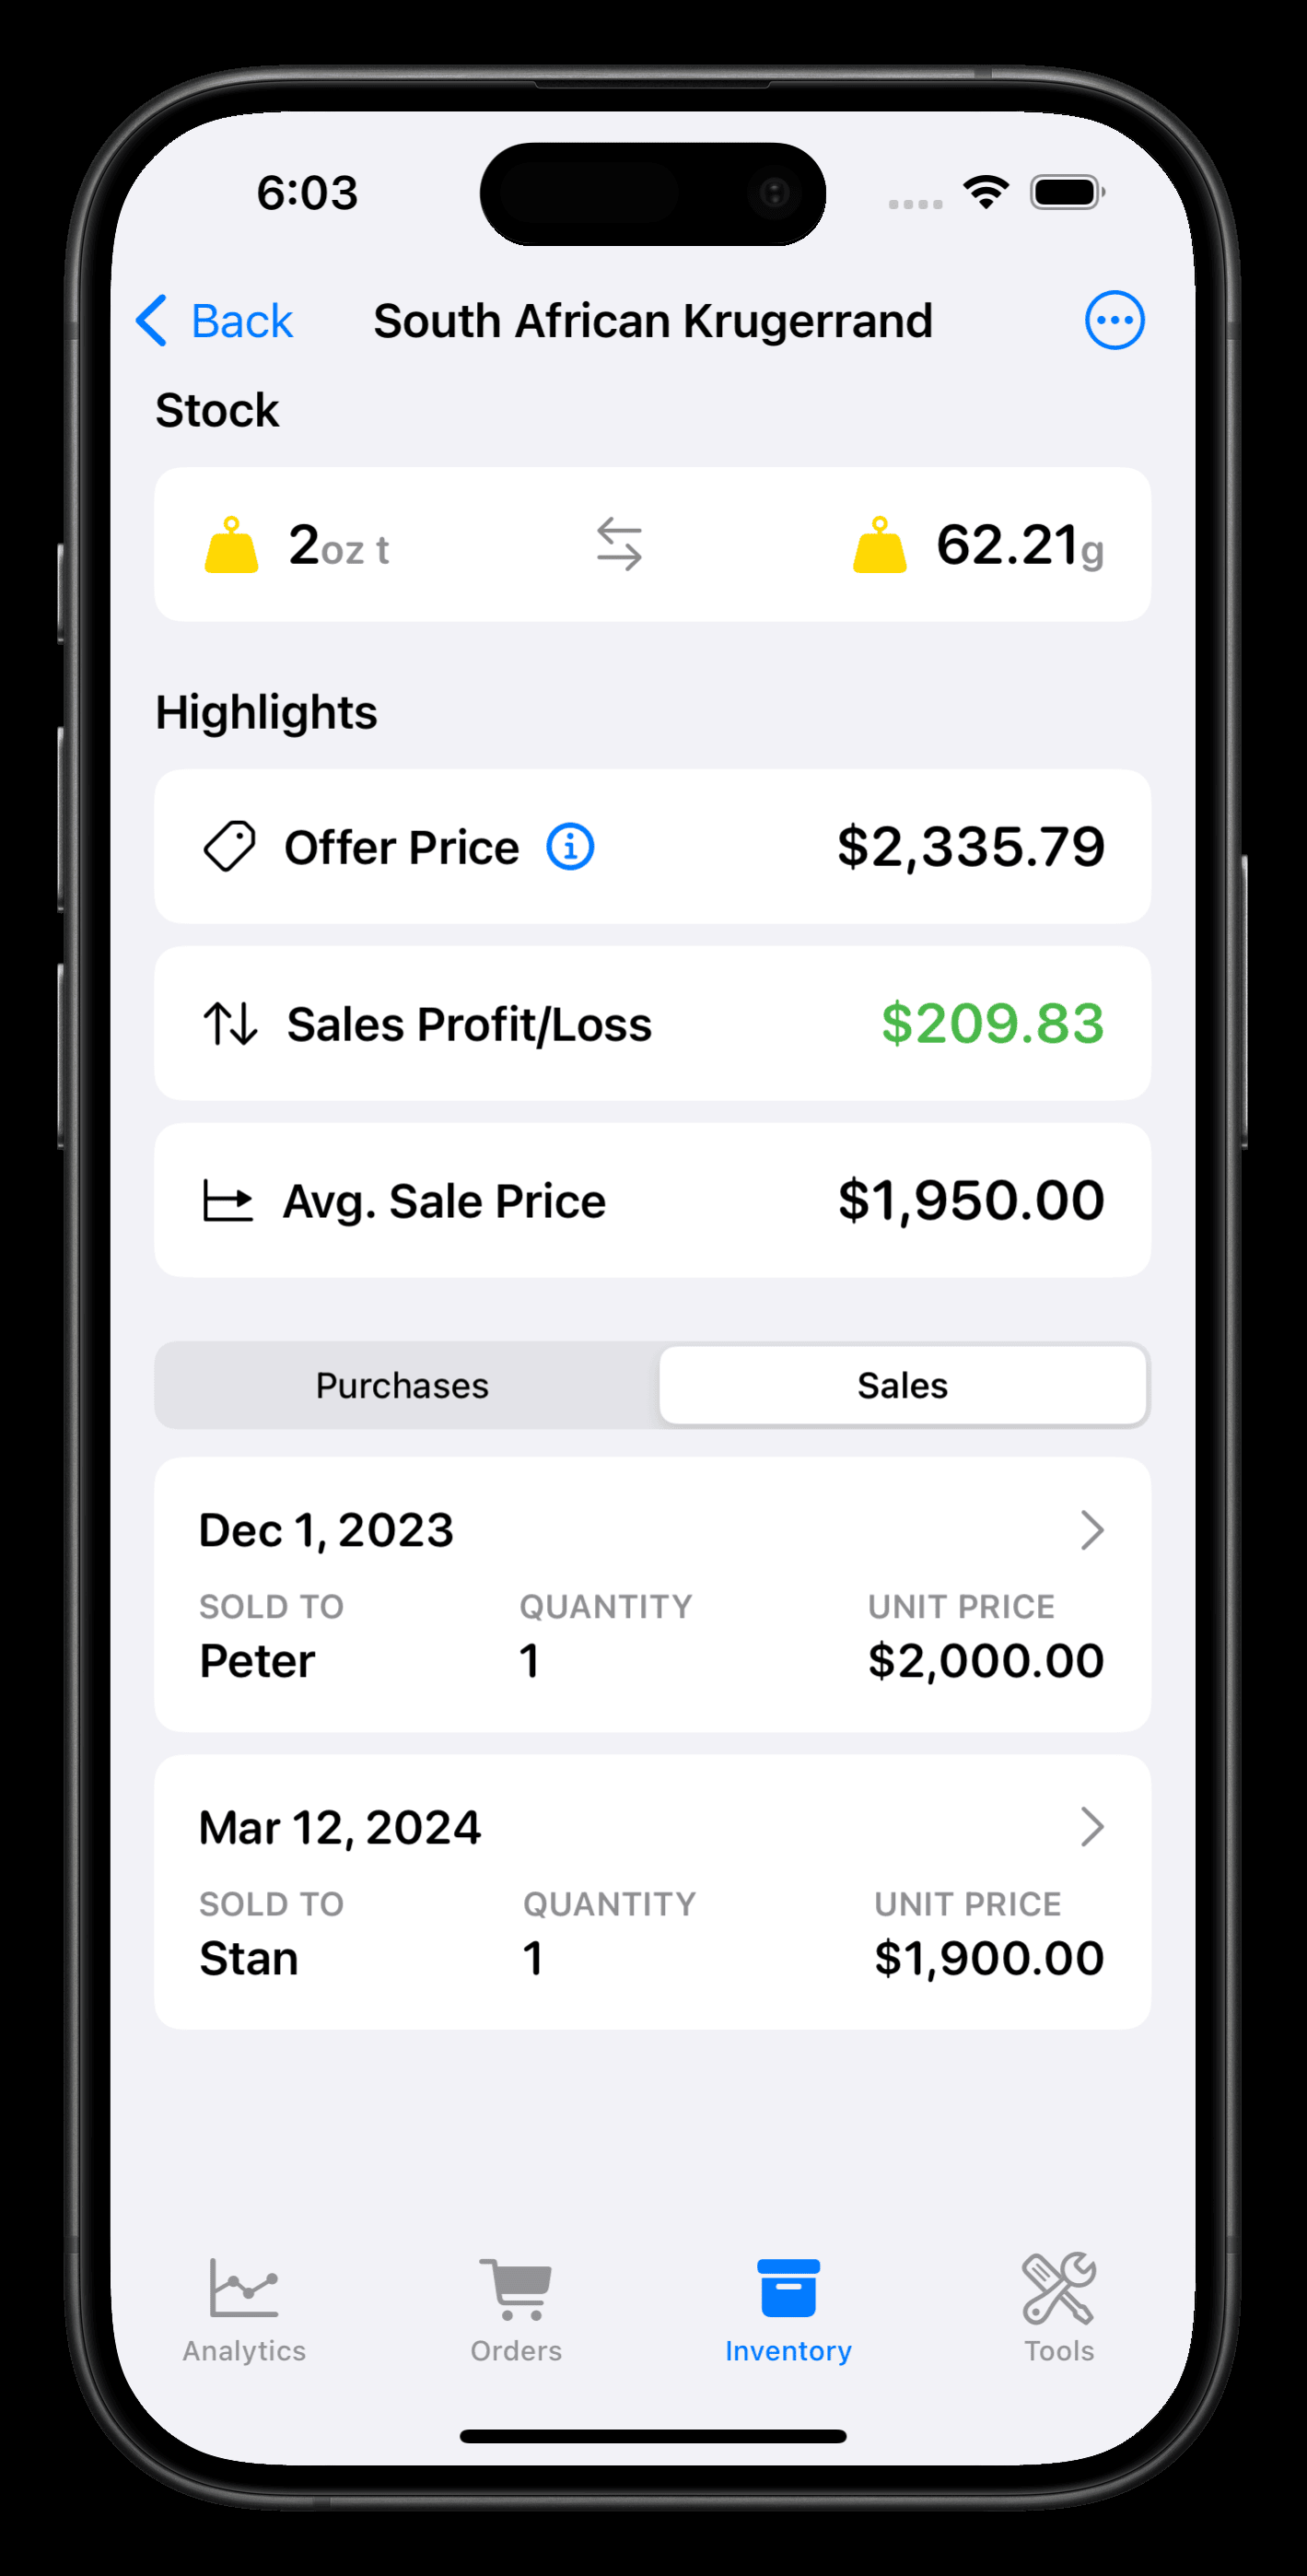 6:03
Back South African Krugerrand
Stock
2oz t 62.21g
Highlights
Offer Price $2,335.79
Sales Profit/Loss $209.83
Avg. Sale Price $1,950.00
Purchases Sales
Dec 1, 2023
SOLD TO QUANTITY UNIT PRICE
Peter 1 $2,000.00
Mar 12, 2024
SOLD TO QUANTITY UNIT PRICE
Stan 1 $1,900.00
Analytics Orders Inventory Tools